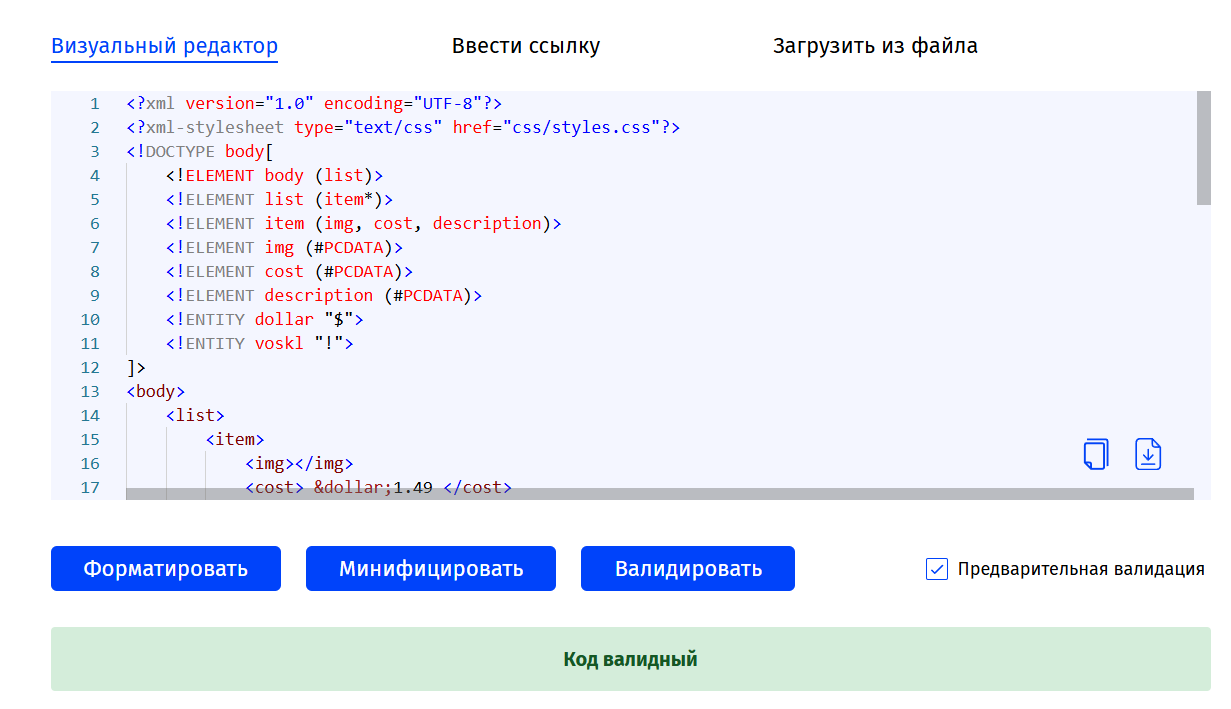 Визуальный редактор Ввести ссылку Загрузить из файла
1 <?xml version="1.0" encoding="UTF-8"?>
2 <?xml-stylesheet type="text/css" href="css/styles.css"?>
3 <!DOCTYPE body[
4 <!ELEMENT body (list)>
5 <!ELEMENT list (item*)>
6 <!ELEMENT item (img, cost, description)>
7 <!ELEMENT img (#PCDATA)>
8 <!ELEMENT cost (#PCDATA)>
9 <!ELEMENT description (#PCDATA)>
10 <!ENTITY dollar "$">
11 <!ENTITY voskl "!">
12 ]>
13 <body>
14 <list>
15 <item>
16 <img></img>
17 <cost> &dollar;1.49 </cost>
Форматировать Минифицировать Валидировать Предварительная валидация
Код валидный